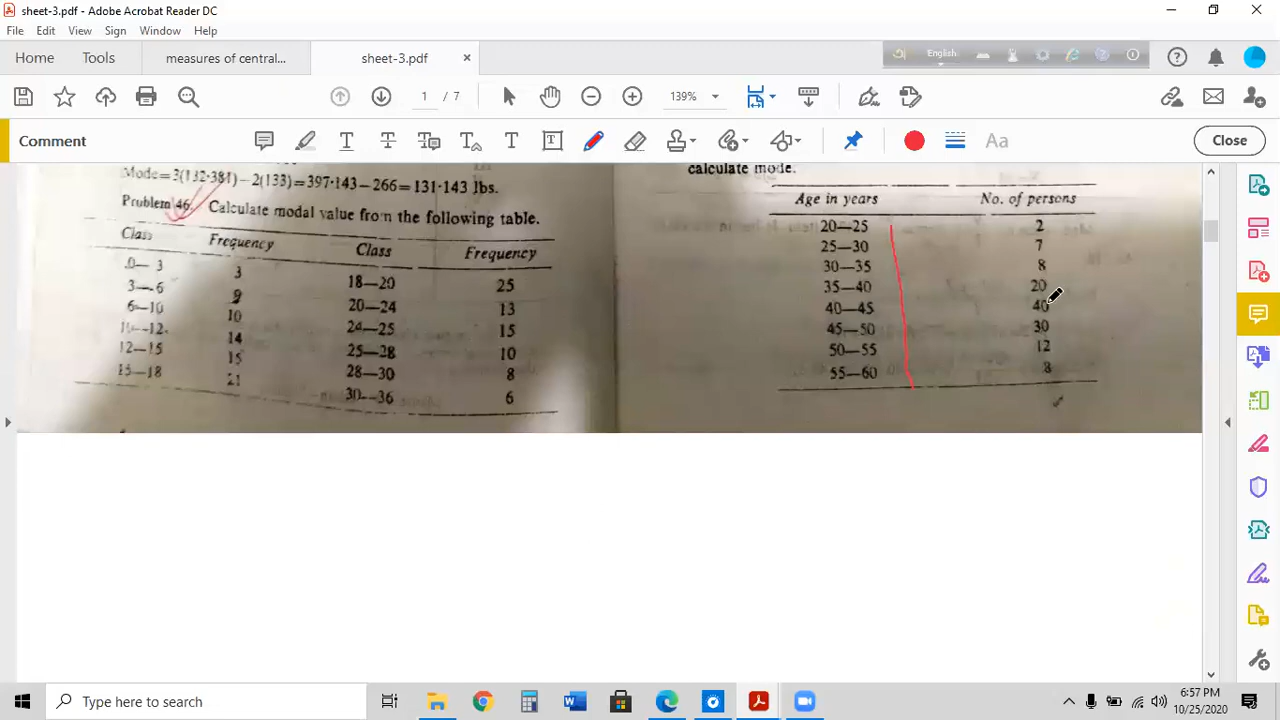 sheet-3.pdf - Adobe Acrobat Reader DC
File Edit View Sign Window Help
Home Tools measures of central... sheet-3.pdf ×
English
1 / 7 139%
Comment Aa Close
Mode=3(132·381)−2(133)=397·143−266=131·143 lbs.
Problem 46. Calculate modal value from the following table.
Class Frequency Class Frequency
0—3 3 18—20 25
3—6 9 20—24 13
6—10 10 24—25 15
10—12 14 25—28 10
12—15 15 28—30 8
15—18 21 30—36 6
calculate mode.
Age in years No. of persons
20—25 2
25—30 7
30—35 8
35—40 20
40—45 40
45—50 30
50—55 12
55—60 8
Type here to search
6:57 PM
10/25/2020